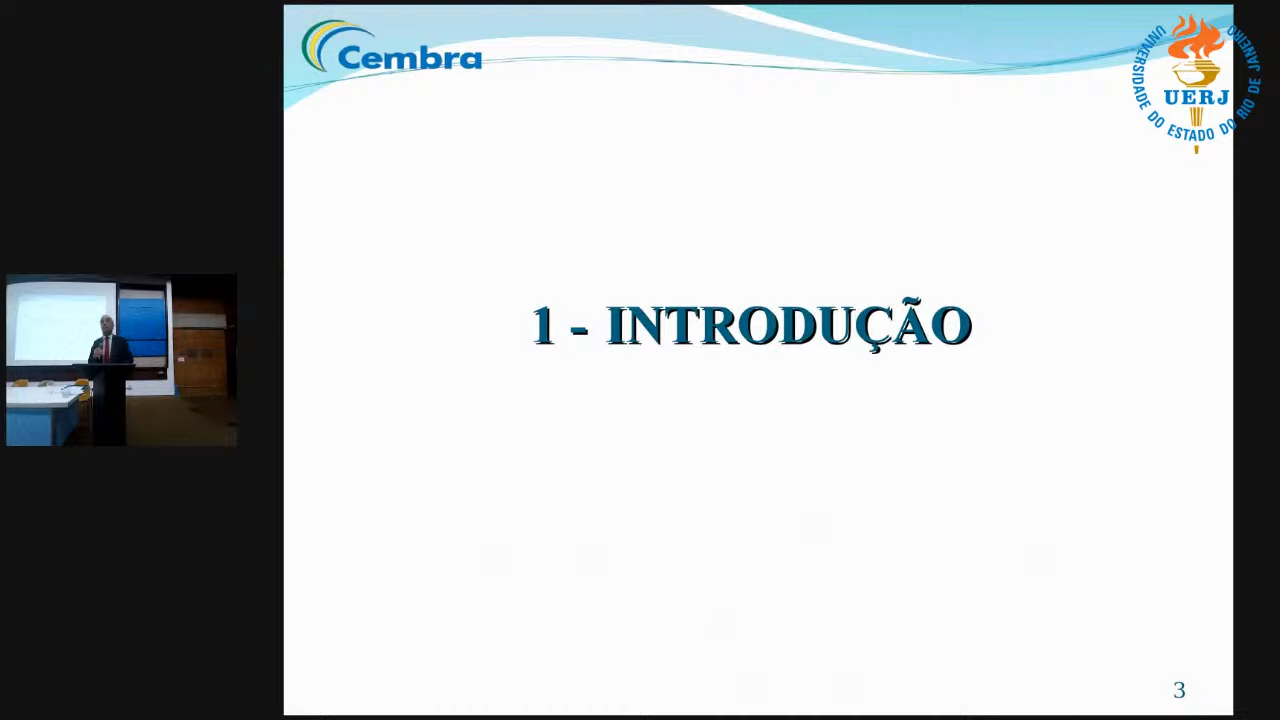 Cembra
UNIVERSIDADE DO ESTADO DO RIO DE JANEIRO
UERJ
1 - INTRODUÇÃO
3